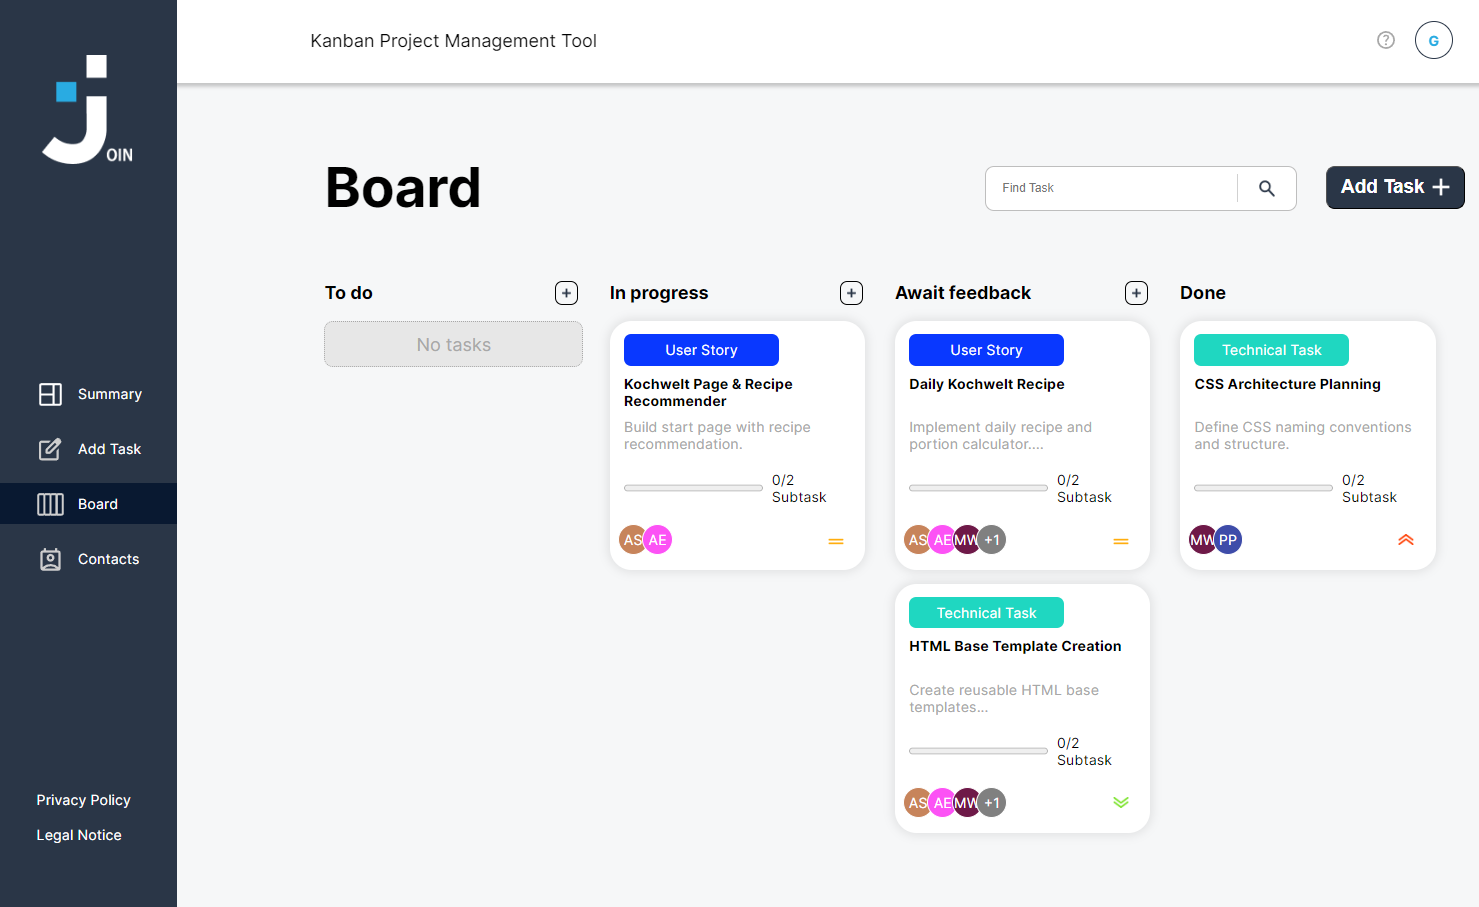 OIN
Kanban Project Management Tool
?
G
Board
Find Task
Add Task +
To do
+
In progress
+
Await feedback
+
Done
No tasks
User Story
Kochwelt Page & Recipe
Recommender
Build start page with recipe
recommendation.
0/2
Subtask
AS
AE
User Story
Daily Kochwelt Recipe
Implement daily recipe and
portion calculator....
0/2
Subtask
AS
AE
MW
+1
Technical Task
HTML Base Template Creation
Create reusable HTML base
templates...
0/2
Subtask
AS
AE
MW
+1
Technical Task
CSS Architecture Planning
Define CSS naming conventions
and structure.
0/2
Subtask
MW
PP
Summary
Add Task
Board
Contacts
Privacy Policy
Legal Notice